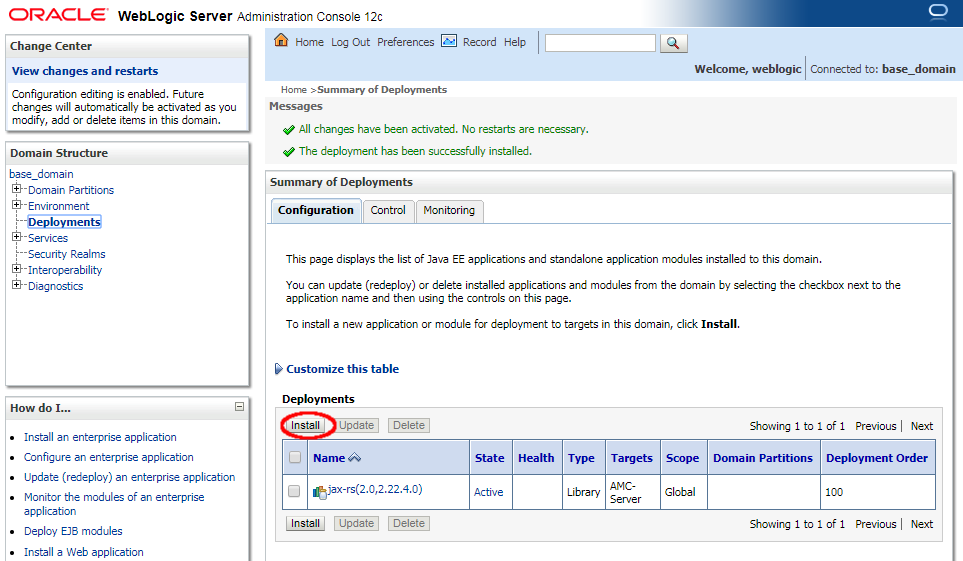 ORACLE WebLogic Server Administration Console 12c
Change Center
View changes and restarts
Configuration editing is enabled. Future
changes will automatically be activated as you
modify, add or delete items in this domain.
Domain Structure
base_domain
Domain Partitions
Environment
Deployments
Services
Security Realms
Interoperability
Diagnostics
How do I...
Install an enterprise application
Configure an enterprise application
Update (redeploy) an enterprise application
Monitor the modules of an enterprise
application
Deploy EJB modules
Install a Web application
Home Log Out Preferences Record Help
Welcome, weblogic Connected to: base_domain
Home >Summary of Deployments
Messages
All changes have been activated. No restarts are necessary.
The deployment has been successfully installed.
Summary of Deployments
Configuration Control Monitoring
This page displays the list of Java EE applications and standalone application modules installed to this domain.
You can update (redeploy) or delete installed applications and modules from the domain by selecting the checkbox next to the
application name and then using the controls on this page.
To install a new application or module for deployment to targets in this domain, click Install.
Customize this table
Deployments
Install Update Delete Showing 1 to 1 of 1 Previous | Next
Name State Health Type Targets Scope Domain Partitions Deployment Order
jax-rs(2.0,2.22.4.0) Active Library AMC-
Server Global 100
Install Update Delete Showing 1 to 1 of 1 Previous | Next